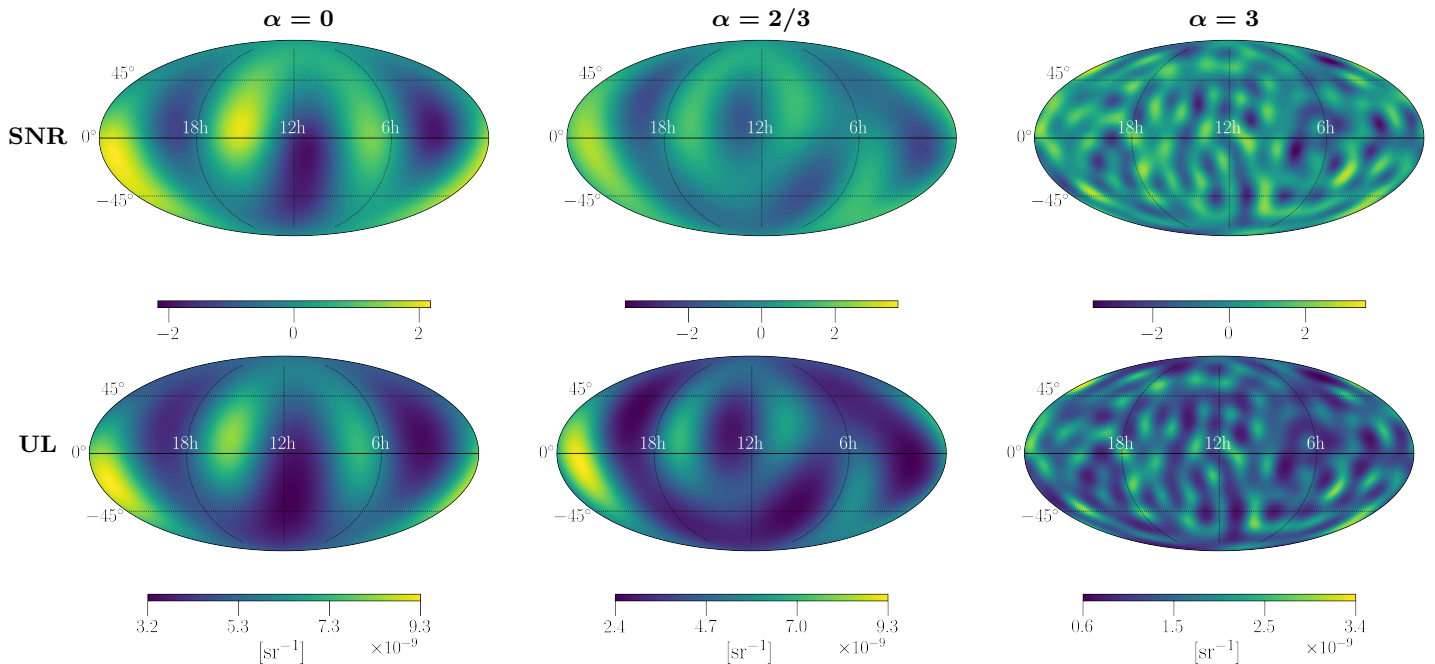 α = 0 α = 2/3 α = 3
45° 45° 45°
SNR 0° 18h 12h 6h 0° 18h 12h 6h 0° 18h 12h 6h
−45° −45° −45°
−2 0 2 −2 0 2 −2 0 2
45° 45° 45°
UL 0° 18h 12h 6h 0° 18h 12h 6h 0° 18h 12h 6h
−45° −45° −45°
3.2 5.3 7.3 9.3 2.4 4.7 7.0 9.3 0.6 1.5 2.5 3.4
[sr⁻¹] ×10⁻⁹ [sr⁻¹] ×10⁻⁹ [sr⁻¹] ×10⁻⁹